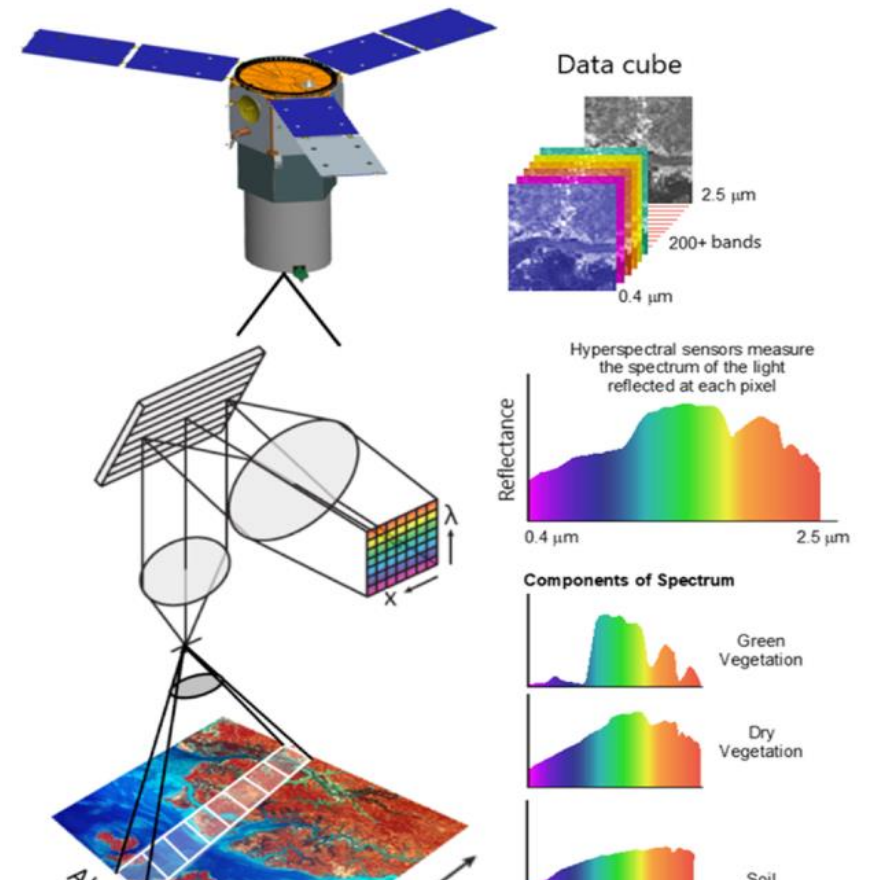 Data cube
2.5 μm
200+ bands
0.4 μm
Hyperspectral sensors measure
the spectrum of the light
reflected at each pixel
Reflectance
0.4 μm
2.5 μm
λ
x
Components of Spectrum
Green
Vegetation
Dry
Vegetation
Soil